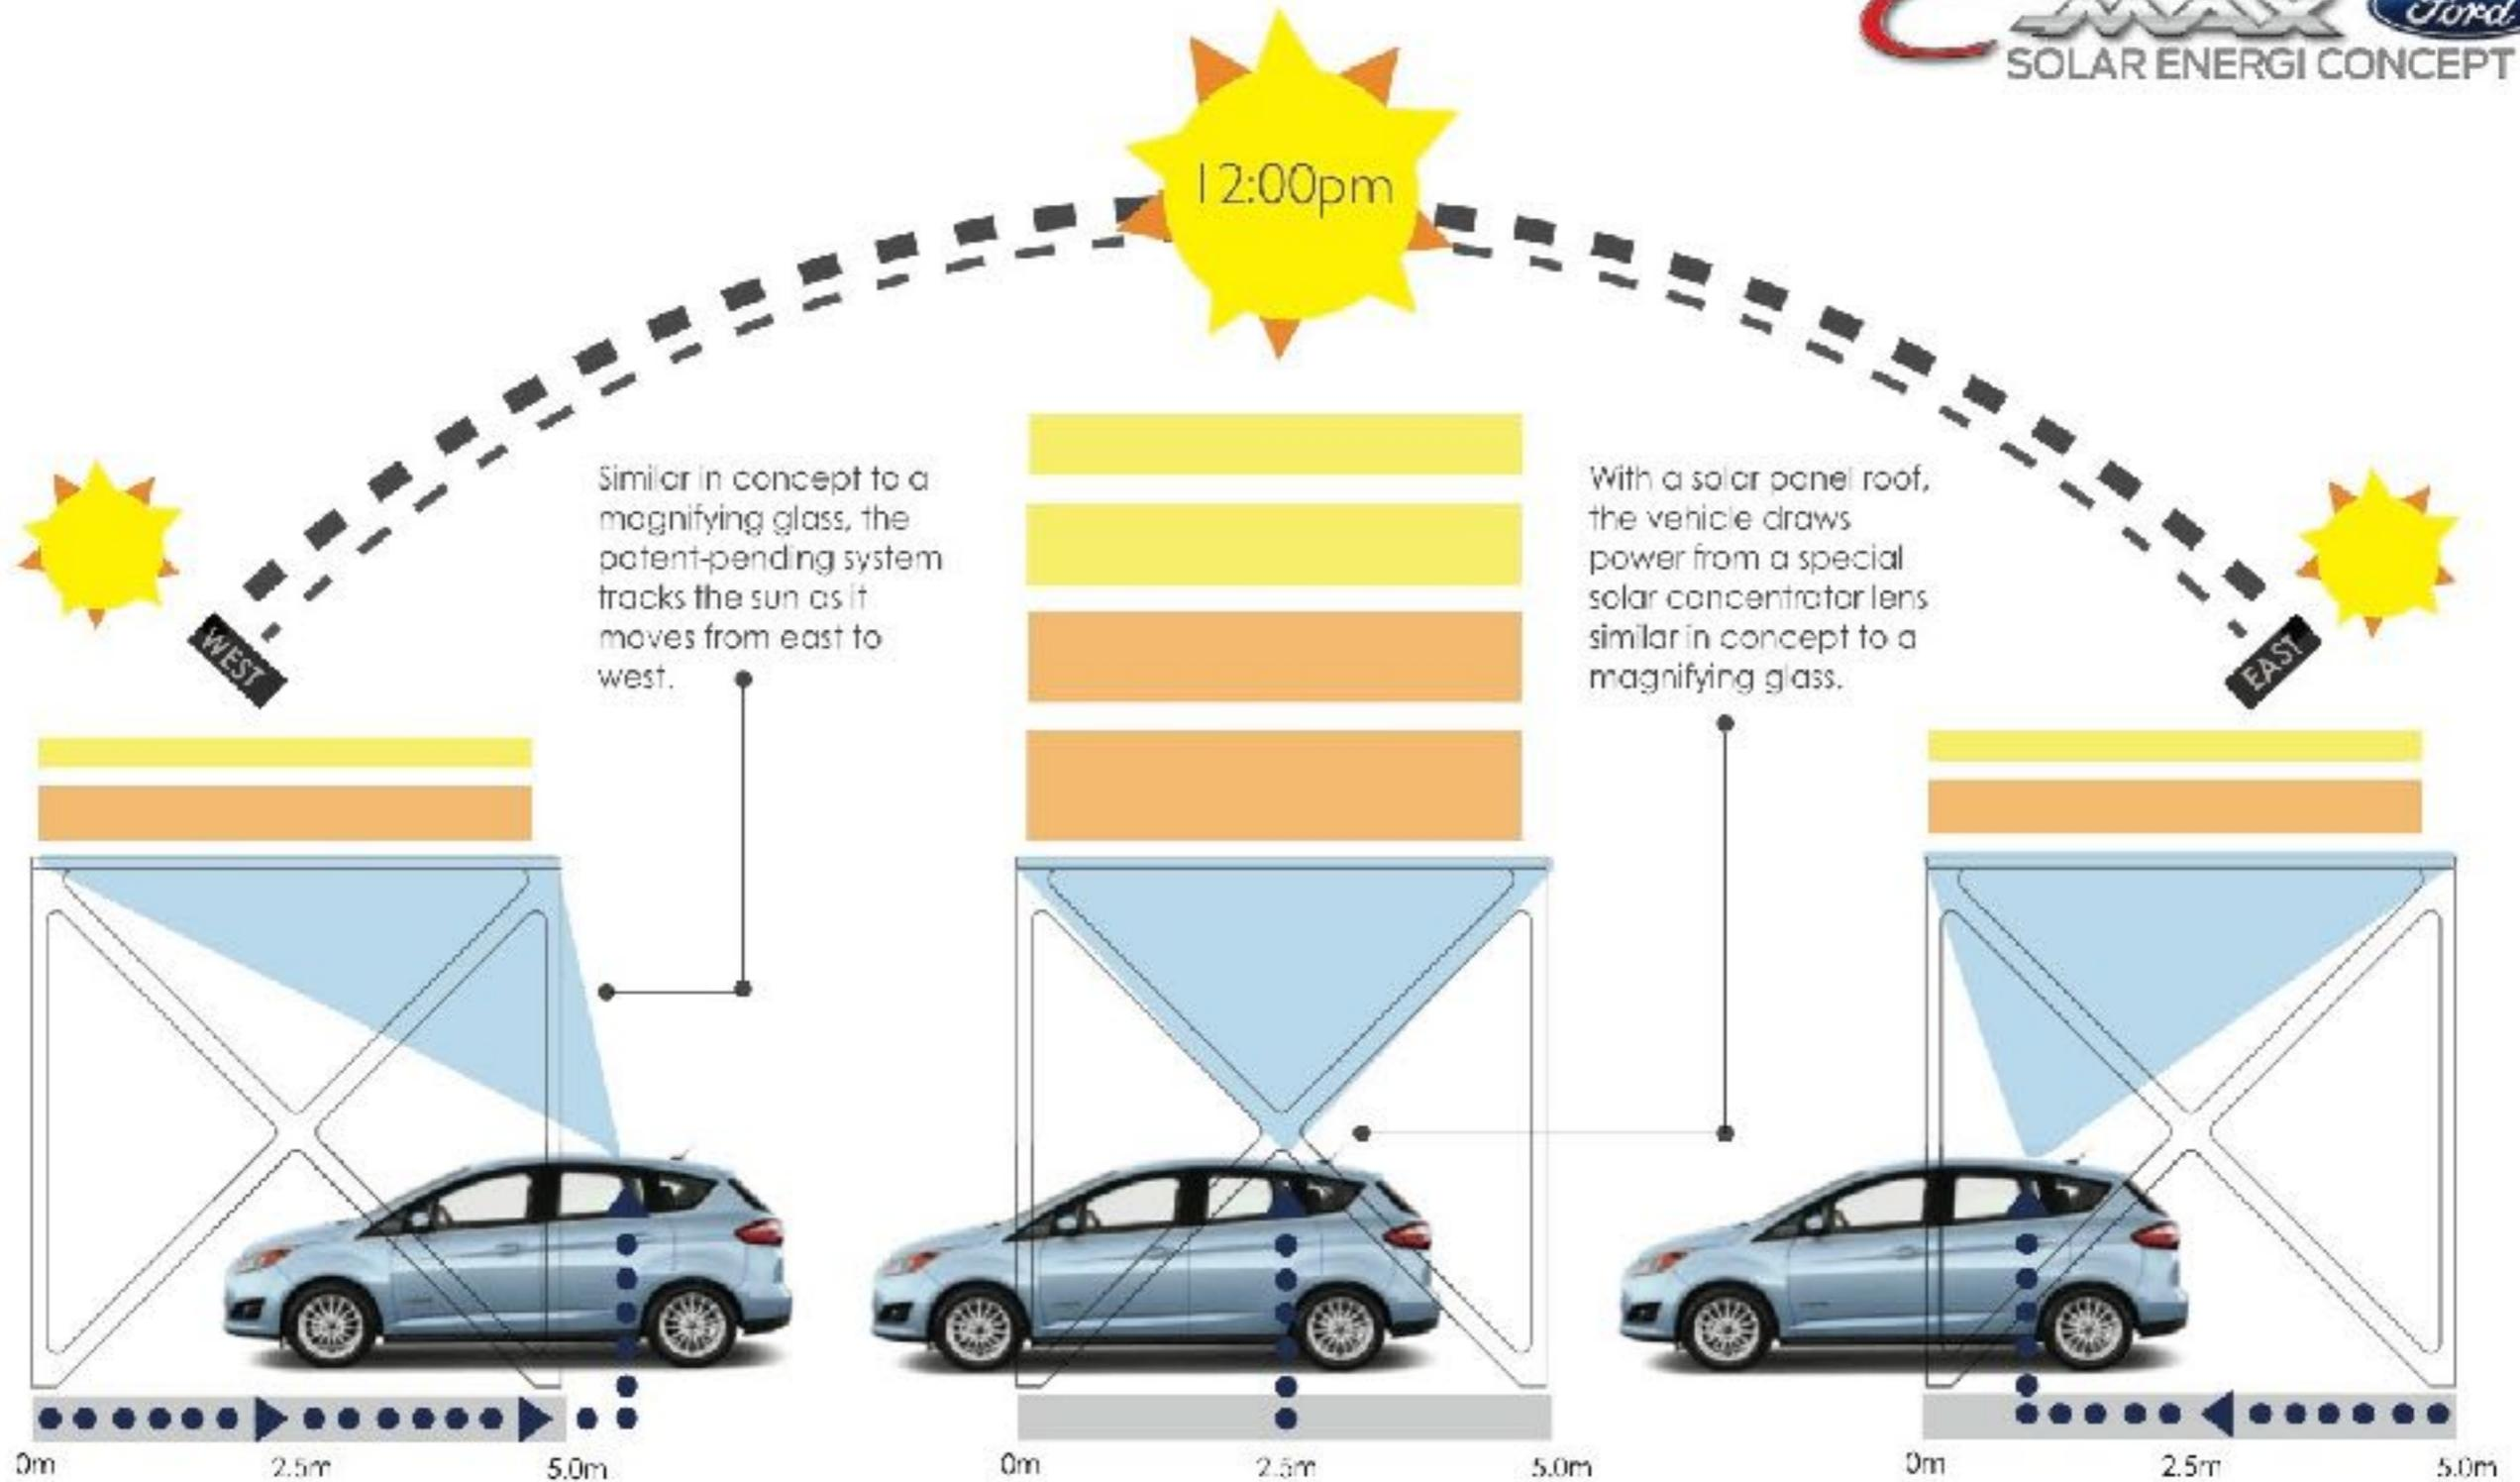 C-MAX Ford
SOLAR ENERGI CONCEPT
12:00pm
Similar in concept to a
magnifying glass, the
patent-pending system
tracks the sun as it
moves from east to
west.
With a solar panel roof,
the vehicle draws
power from a special
solar concentrator lens
similar in concept to a
magnifying glass.
WEST
EAST
0m 2.5m 5.0m
0m 2.5m 5.0m
0m 2.5m 5.0m